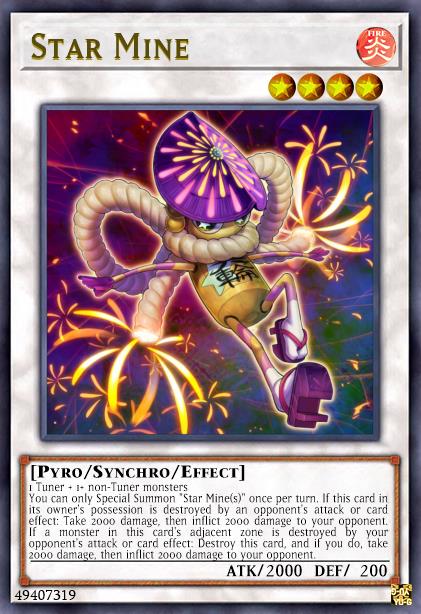 STAR MINE
FIRE
炎
輪
[PYRO/SYNCHRO/EFFECT]
1 Tuner + 1+ non-Tuner monsters
You can only Special Summon "Star Mine(s)" once per turn. If this card in
its owner's possession is destroyed by an opponent's attack or card
effect: Take 2000 damage, then inflict 2000 damage to your opponent.
If a monster in this card's adjacent zone is destroyed by your
opponent's attack or card effect: Destroy this card, and if you do, take
2000 damage, then inflict 2000 damage to your opponent.
ATK/2000 DEF/ 200
49407319